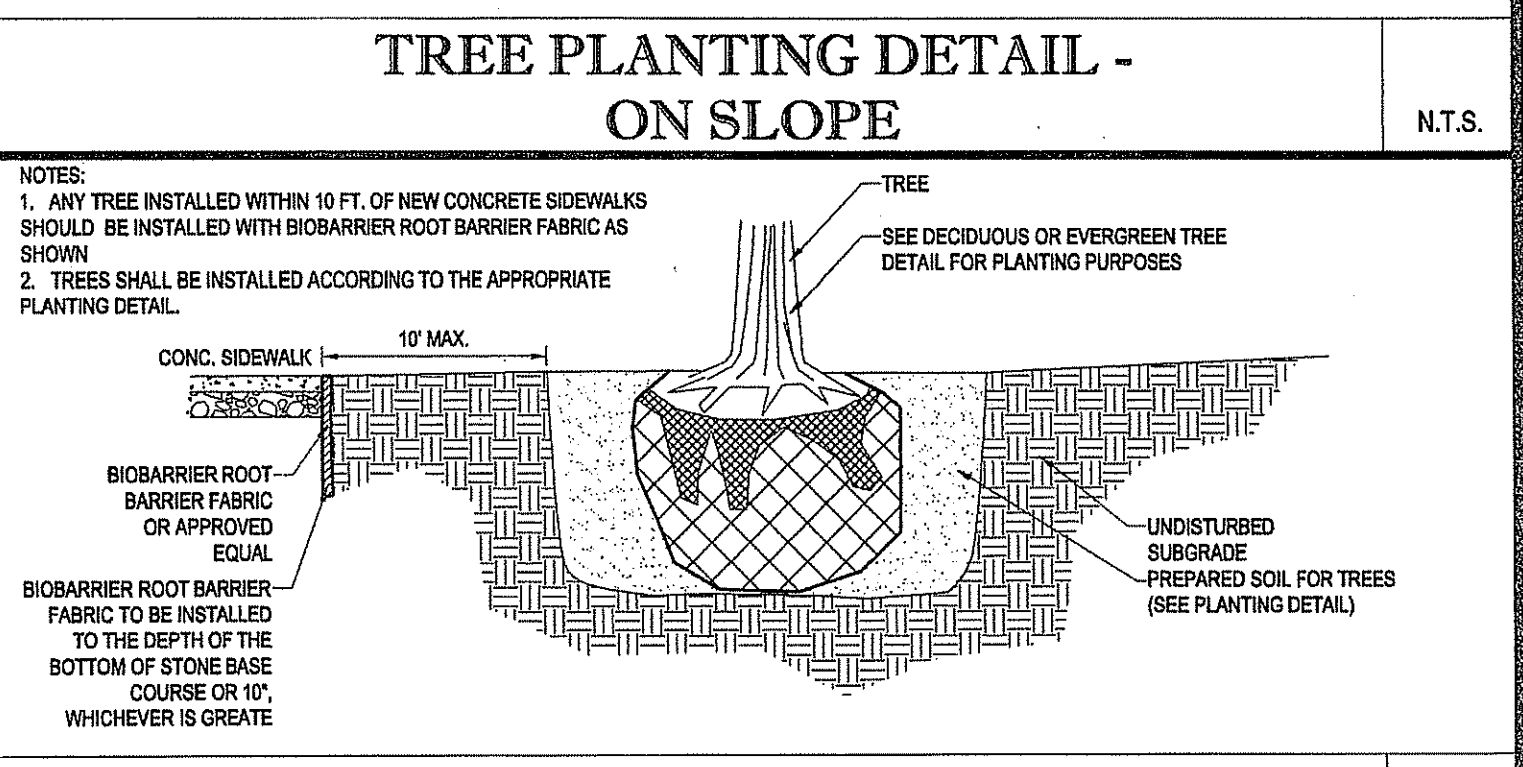 TREE PLANTING DETAIL -
ON SLOPE
N.T.S.
NOTES:
1. ANY TREE INSTALLED WITHIN 10 FT. OF NEW CONCRETE SIDEWALKS
SHOULD BE INSTALLED WITH BIOBARRIER ROOT BARRIER FABRIC AS
SHOWN
2. TREES SHALL BE INSTALLED ACCORDING TO THE APPROPRIATE
PLANTING DETAIL.
TREE
SEE DECIDUOUS OR EVERGREEN TREE
DETAIL FOR PLANTING PURPOSES
CONC. SIDEWALK
10' MAX.
BIOBARRIER ROOT
BARRIER FABRIC
OR APPROVED
EQUAL
BIOBARRIER ROOT BARRIER
FABRIC TO BE INSTALLED
TO THE DEPTH OF THE
BOTTOM OF STONE BASE
COURSE OR 10",
WHICHEVER IS GREATE
UNDISTURBED
SUBGRADE
PREPARED SOIL FOR TREES
(SEE PLANTING DETAIL)